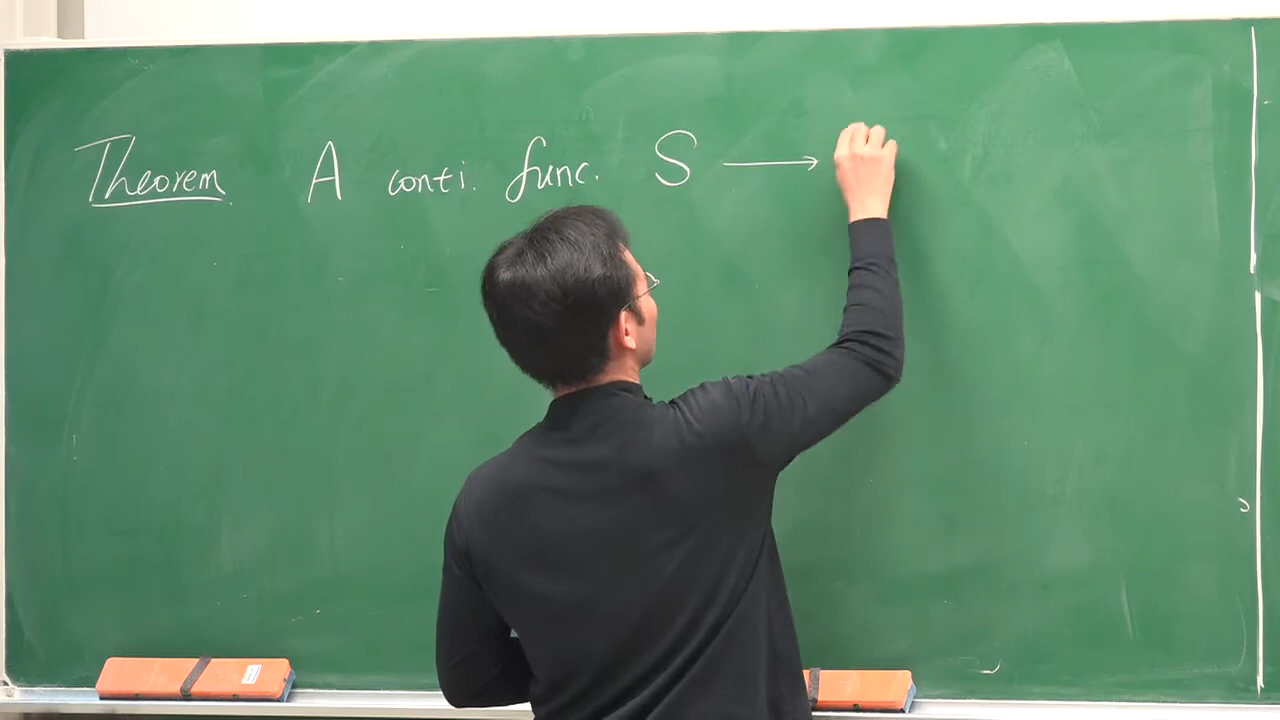 Theorem. A conti. func. S ⟶